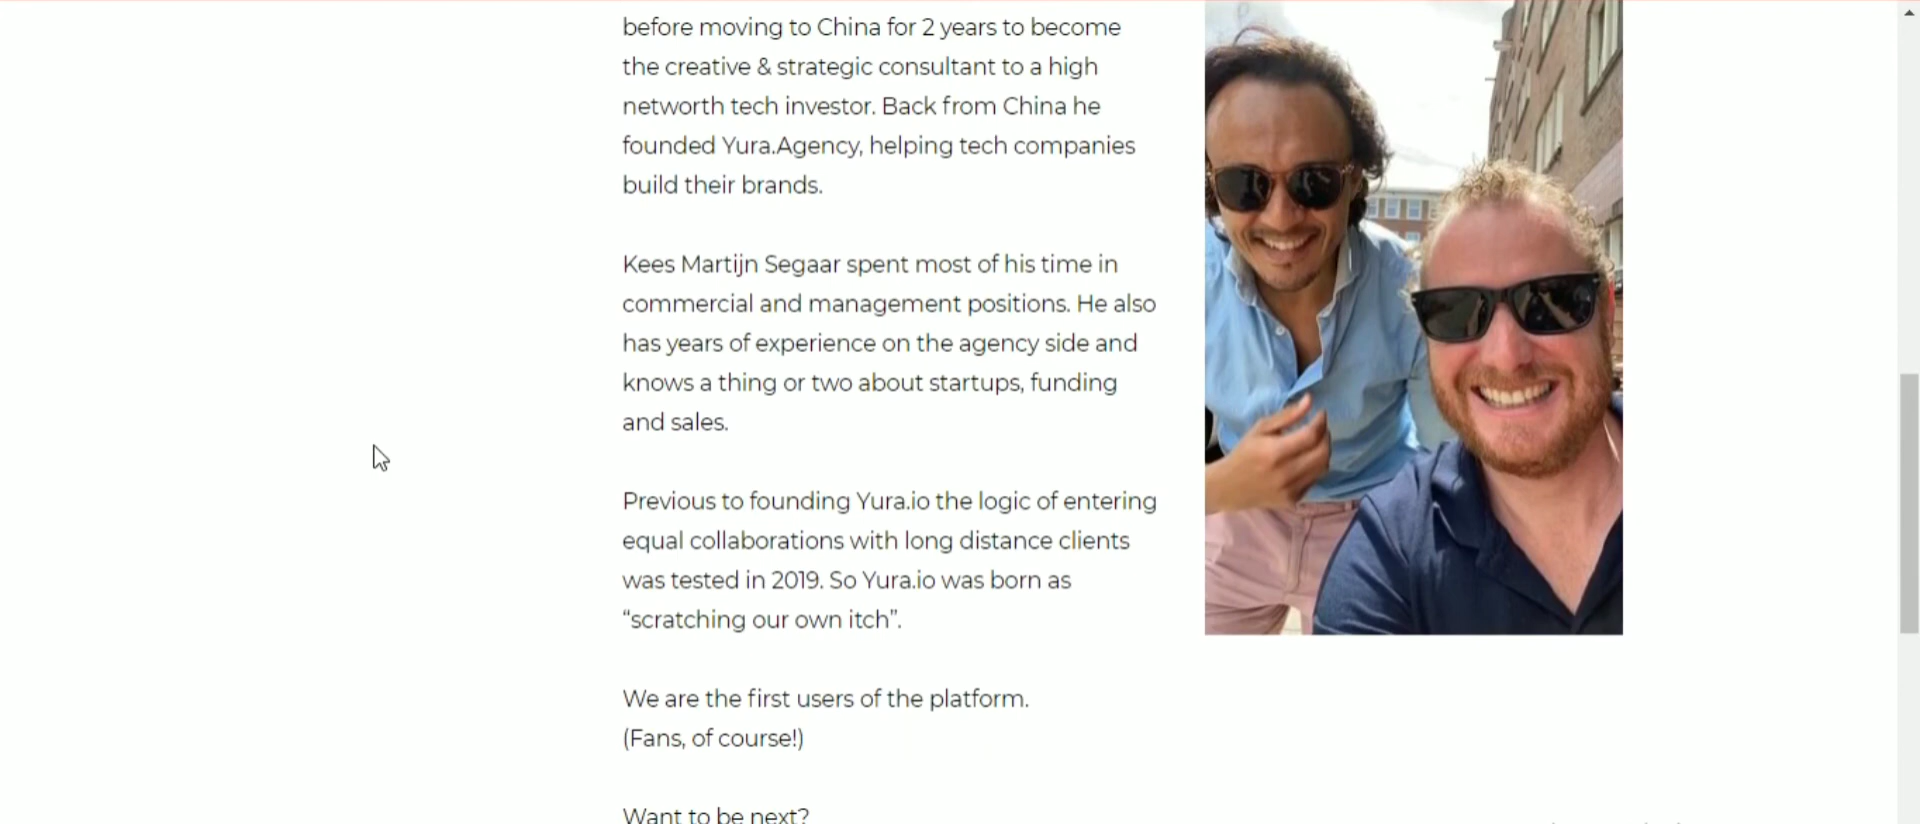 before moving to China for 2 years to become
the creative & strategic consultant to a high
networth tech investor. Back from China he
founded Yura.Agency, helping tech companies
build their brands.
Kees Martijn Segaar spent most of his time in
commercial and management positions. He also
has years of experience on the agency side and
knows a thing or two about startups, funding
and sales.
Previous to founding Yura.io the logic of entering
equal collaborations with long distance clients
was tested in 2019. So Yura.io was born as
“scratching our own itch”.
We are the first users of the platform.
(Fans, of course!)
Want to be next?